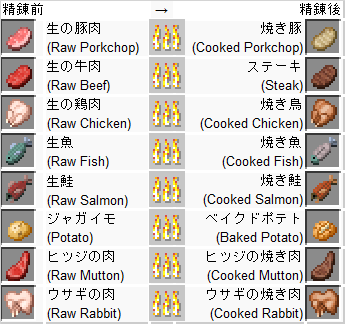 精錬前 → 精錬後
生の豚肉 焼き豚
(Raw Porkchop) (Cooked Porkchop)
生の牛肉 ステーキ
(Raw Beef) (Steak)
生の鶏肉 焼き鳥
(Raw Chicken) (Cooked Chicken)
生魚 焼き魚
(Raw Fish) (Cooked Fish)
生鮭 焼き鮭
(Raw Salmon) (Cooked Salmon)
ジャガイモ ベイクドポテト
(Potato) (Baked Potato)
ヒツジの肉 ヒツジの焼き肉
(Raw Mutton) (Cooked Mutton)
ウサギの肉 ウサギの焼き肉
(Raw Rabbit) (Cooked Rabbit)